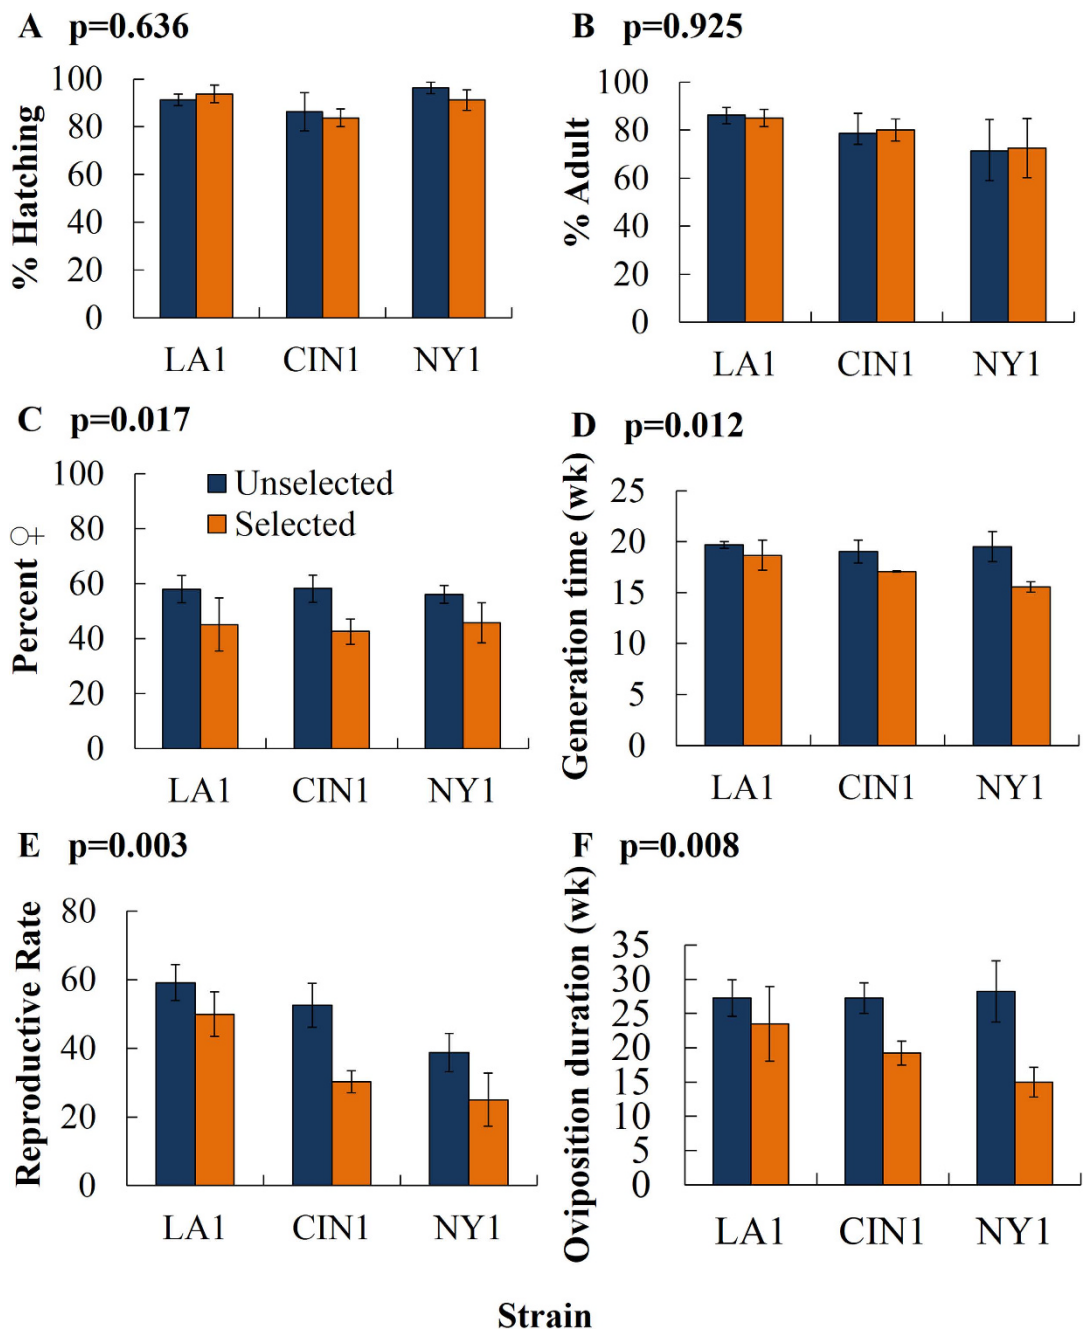 A p=0.636
% Hatching
100
80
60
40
20
0
LA1 CIN1 NY1
B p=0.925
% Adult
100
80
60
40
20
0
LA1 CIN1 NY1
C p=0.017
Percent ♀
100
80
60
40
20
0
Unselected
Selected
LA1 CIN1 NY1
D p=0.012
Generation time (wk)
25
20
15
10
5
0
LA1 CIN1 NY1
E p=0.003
Reproductive Rate
80
60
40
20
0
LA1 CIN1 NY1
F p=0.008
Oviposition duration (wk)
35
30
25
20
15
10
5
0
LA1 CIN1 NY1
Strain